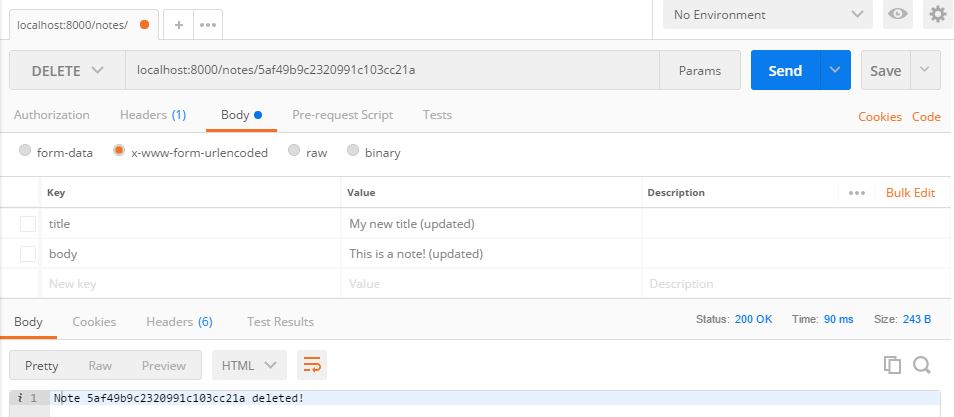 localhost:8000/notes/ + ••• No Environment
DELETE localhost:8000/notes/5af49b9c2320991c103cc21a Params Send Save
Authorization Headers (1) Body Pre-request Script Tests Cookies Code
form-data x-www-form-urlencoded raw binary
Key Value Description ••• Bulk Edit
title My new title (updated)
body This is a note! (updated)
New key Value Description
Body Cookies Headers (6) Test Results Status: 200 OK Time: 90 ms Size: 243 B
Pretty Raw Preview HTML
i 1 Note 5af49b9c2320991c103cc21a deleted!